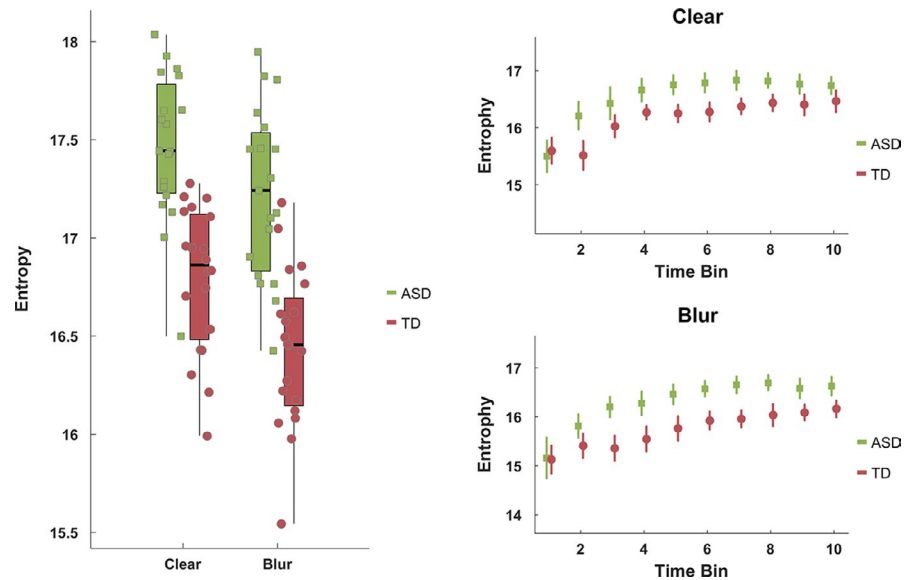 Entropy
18
17.5
17
16.5
16
15.5
Clear Blur
ASD
TD
Clear
Entrophy
17
16
15
2 4 6 8 10
Time Bin
ASD
TD
Blur
Entrophy
17
16
15
14
2 4 6 8 10
Time Bin
ASD
TD